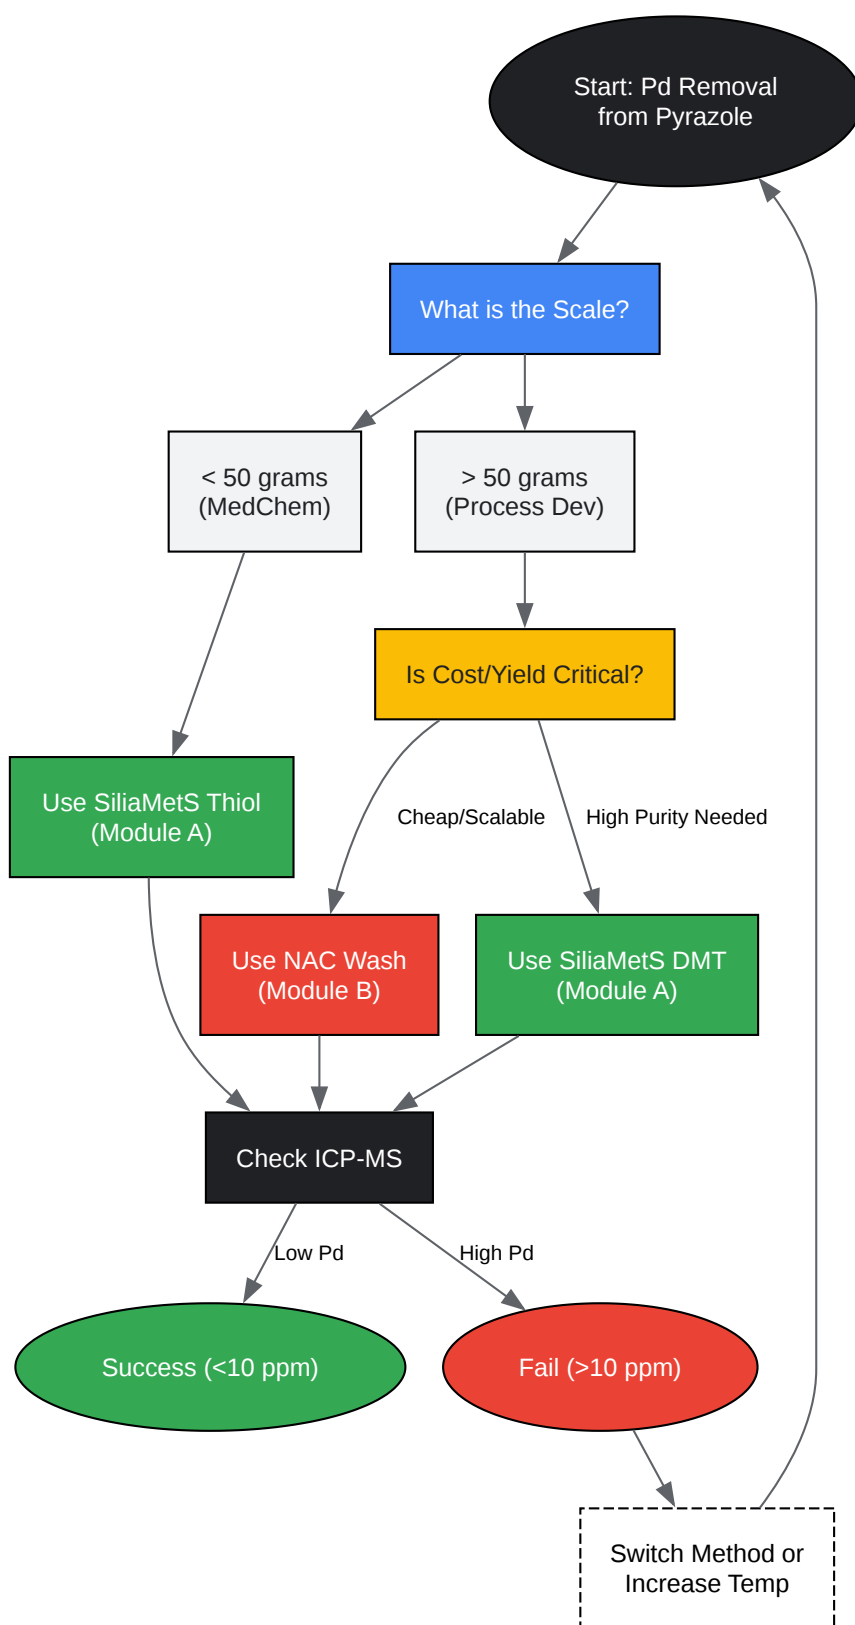 Start: Pd Removal
from Pyrazole
What is the Scale?
< 50 grams
(MedChem)
> 50 grams
(Process Dev)
Is Cost/Yield Critical?
Use SiliaMetS Thiol
(Module A)
Cheap/Scalable
High Purity Needed
Use NAC Wash
(Module B)
Use SiliaMetS DMT
(Module A)
Check ICP-MS
Low Pd
High Pd
Success (<10 ppm)
Fail (>10 ppm)
Switch Method or
Increase Temp